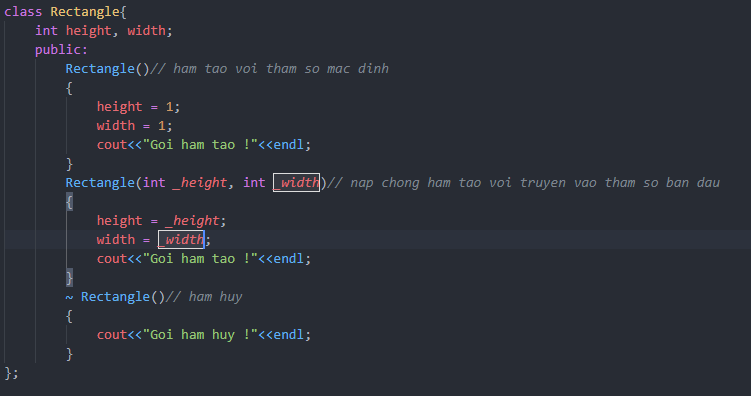 class Rectangle{
    int height, width;
    public:
        Rectangle()// ham tao voi tham so mac dinh
        {
            height = 1;
            width = 1;
            cout<<"Goi ham tao !"<<endl;
        }
        Rectangle(int _height, int _width)// nap chong ham tao voi truyen vao tham so ban dau
        {
            height = _height;
            width = _width;
            cout<<"Goi ham tao !"<<endl;
        }
        ~ Rectangle()// ham huy
        {
            cout<<"Goi ham huy !"<<endl;
        }
};